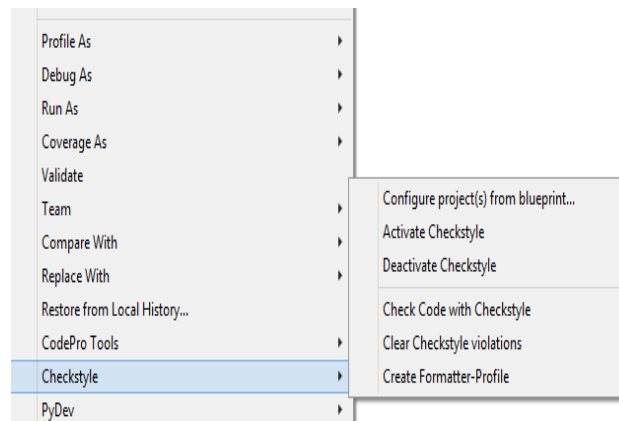 Profile As
Debug As
Run As
Coverage As
Validate
Team
Compare With
Replace With
Restore from Local History...
CodePro Tools
Checkstyle
PyDev
Configure project(s) from blueprint...
Activate Checkstyle
Deactivate Checkstyle
Check Code with Checkstyle
Clear Checkstyle violations
Create Formatter-Profile